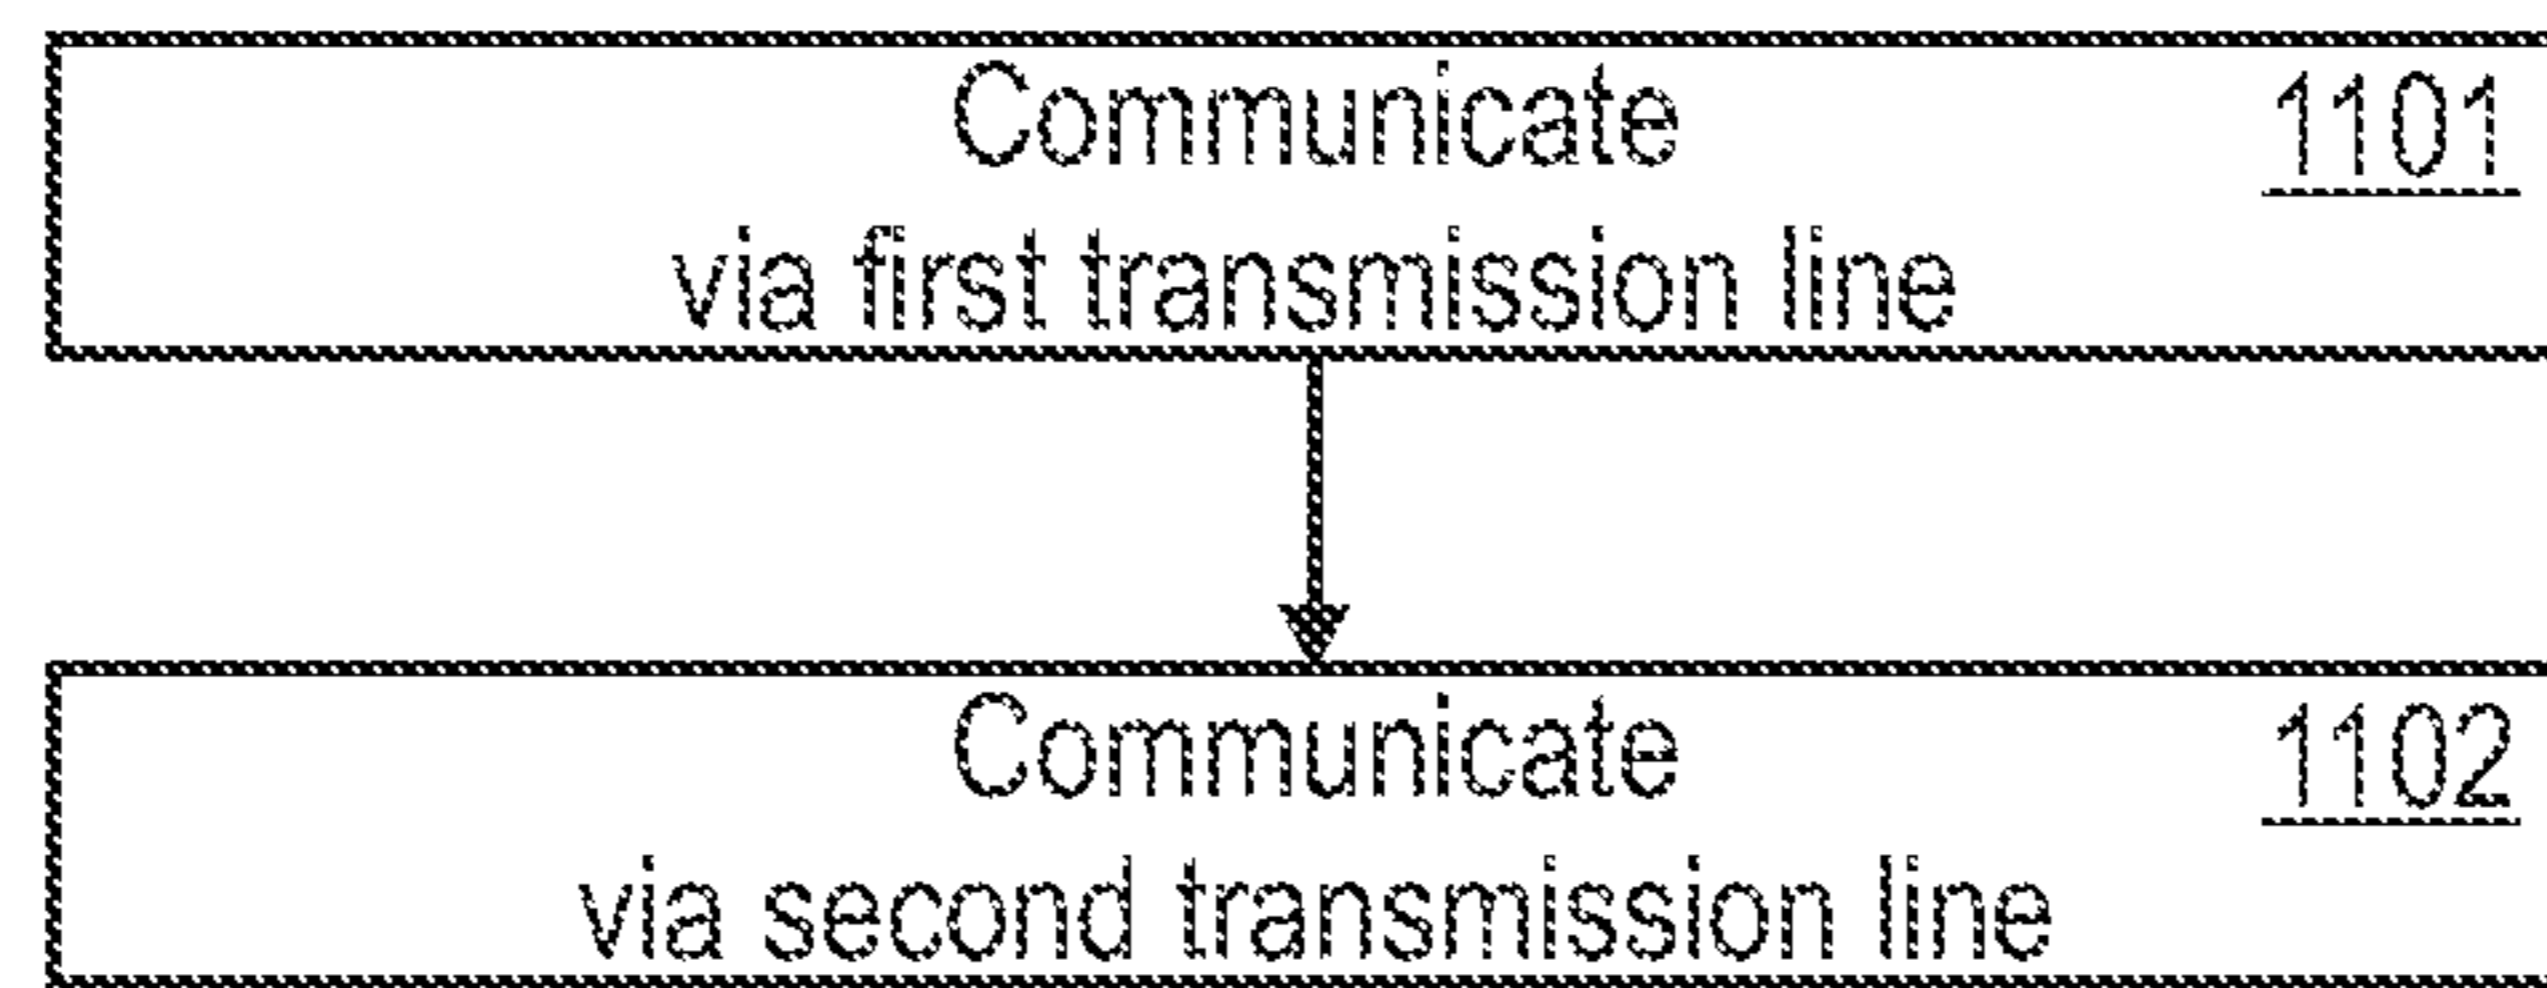 Communicate 1101
via first transmission line
Communicate 1102
via second transmission line